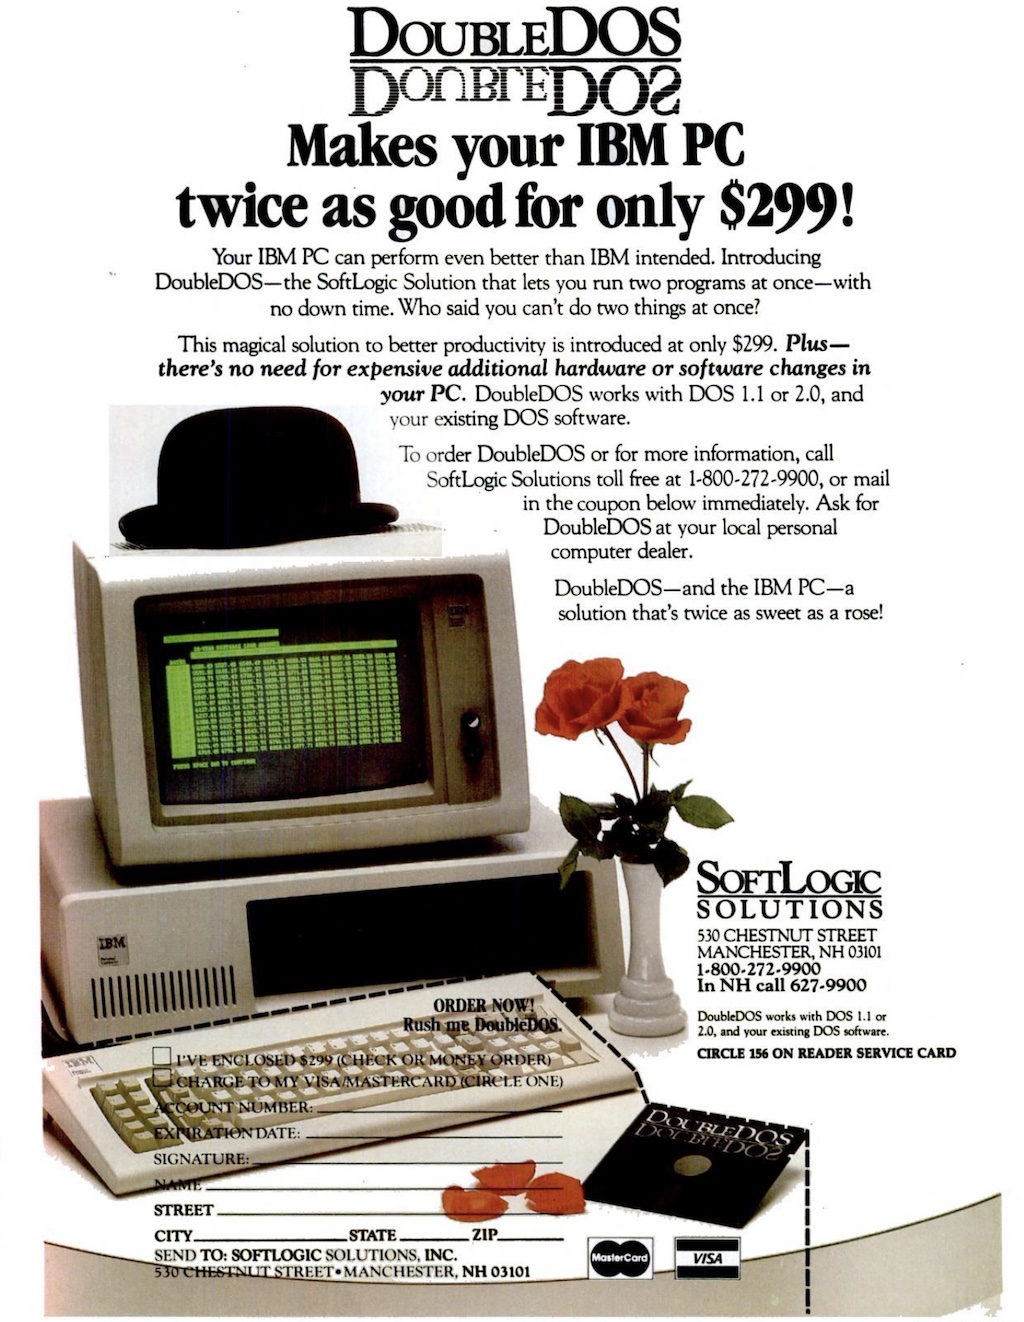 DOUBLEDOS
DOUBLEDOS
Makes your IBM PC
twice as good for only $299!
Your IBM PC can perform even better than IBM intended. Introducing
DoubleDOS—the SoftLogic Solution that lets you run two programs at once—with
no down time. Who said you can't do two things at once?
This magical solution to better productivity is introduced at only $299. Plus—
there's no need for expensive additional hardware or software changes in
your PC. DoubleDOS works with DOS 1.1 or 2.0, and
your existing DOS software.
To order DoubleDOS or for more information, call
SoftLogic Solutions toll free at 1-800-272-9900, or mail
in the coupon below immediately. Ask for
DoubleDOS at your local personal
computer dealer.
DoubleDOS—and the IBM PC—a
solution that's twice as sweet as a rose!
IBM
PRESS SPACE BAR TO CONTINUE
SOFTLOGIC
SOLUTIONS
530 CHESTNUT STREET
MANCHESTER, NH 03101
1-800-272-9900
In NH call 627-9900
DoubleDOS works with DOS 1.1 or
2.0, and your existing DOS software.
CIRCLE 156 ON READER SERVICE CARD
IBM
Personal
Computer
ORDER NOW!
Rush me DoubleDOS.
IBM
I'VE ENCLOSED $299 (CHECK OR MONEY ORDER)
CHARGE TO MY VISA/MASTERCARD (CIRCLE ONE)
ACCOUNT NUMBER:
EXPIRATION DATE:
SIGNATURE:
NAME
STREET
CITY STATE ZIP
SEND TO: SOFTLOGIC SOLUTIONS, INC.
530 CHESTNUT STREET•MANCHESTER, NH 03101
DOUBLEDOS
DOUBLEDOS
MasterCard
VISA